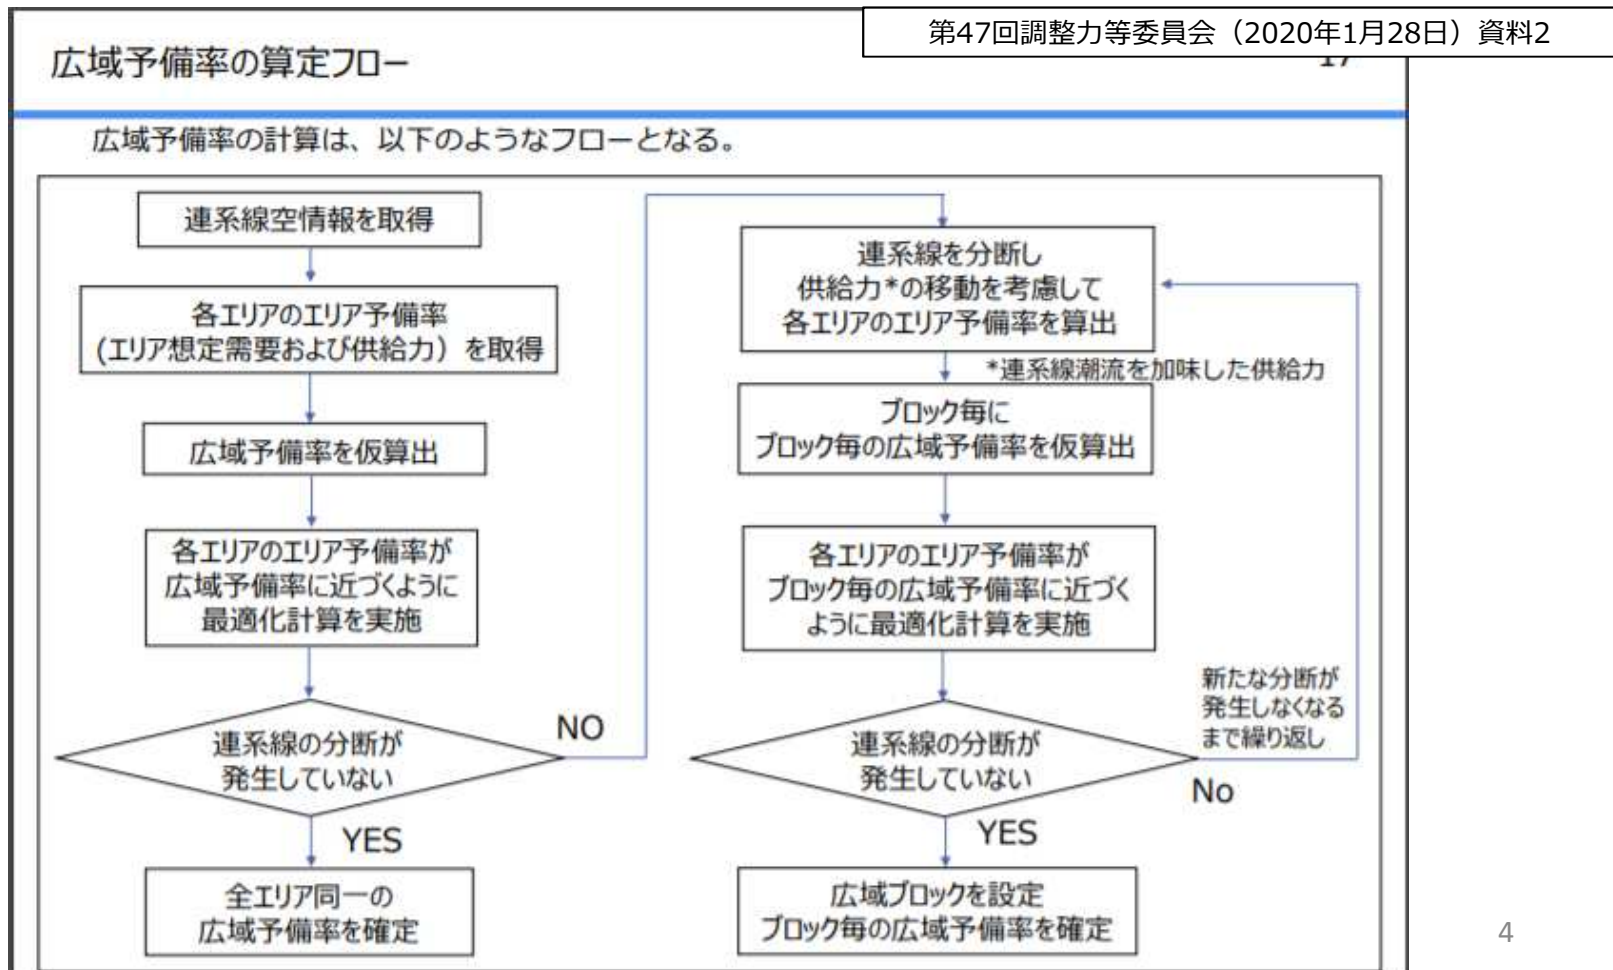 第47回調整力等委員会（2020年1月28日）資料2
広域予備率の算定フロー
17
広域予備率の計算は、以下のようなフローとなる。
連系線空情報を取得
各エリアのエリア予備率
(エリア想定需要および供給力）を取得
広域予備率を仮算出
各エリアのエリア予備率が
広域予備率に近づくように
最適化計算を実施
連系線の分断が
発生していない
NO
YES
全エリア同一の
広域予備率を確定
連系線を分断し
供給力*の移動を考慮して
各エリアのエリア予備率を算出
*連系線潮流を加味した供給力
ブロック毎に
ブロック毎の広域予備率を仮算出
各エリアのエリア予備率が
ブロック毎の広域予備率に近づく
ように最適化計算を実施
新たな分断が
発生しなくなる
まで繰り返し
連系線の分断が
発生していない
No
YES
広域ブロックを設定
ブロック毎の広域予備率を確定
4